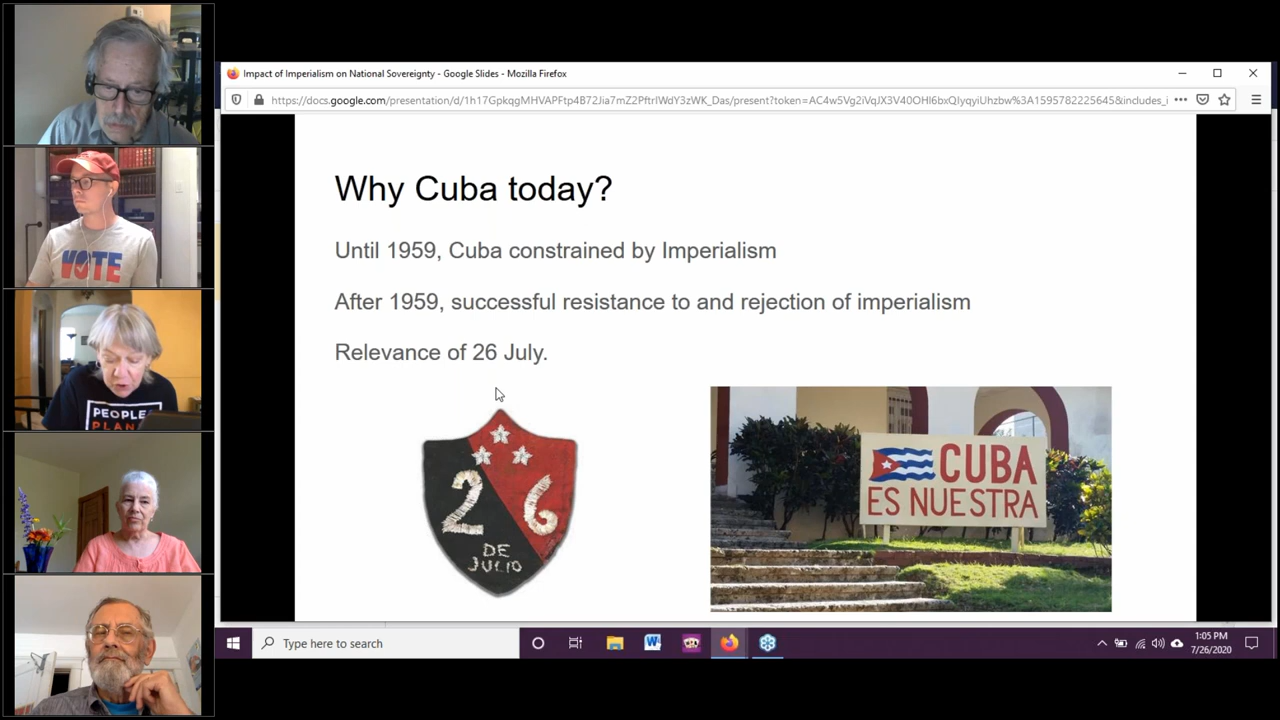 Impact of Imperialism on National Sovereignty - Google Slides - Mozilla Firefox
Why Cuba today?
Until 1959, Cuba constrained by Imperialism
After 1959, successful resistance to and rejection of imperialism
Relevance of 26 July.
26
DE
JULIO
CUBA
ES NUESTRA
VOTE
PEOPLE
Type here to search
1:05 PM
7/26/2020